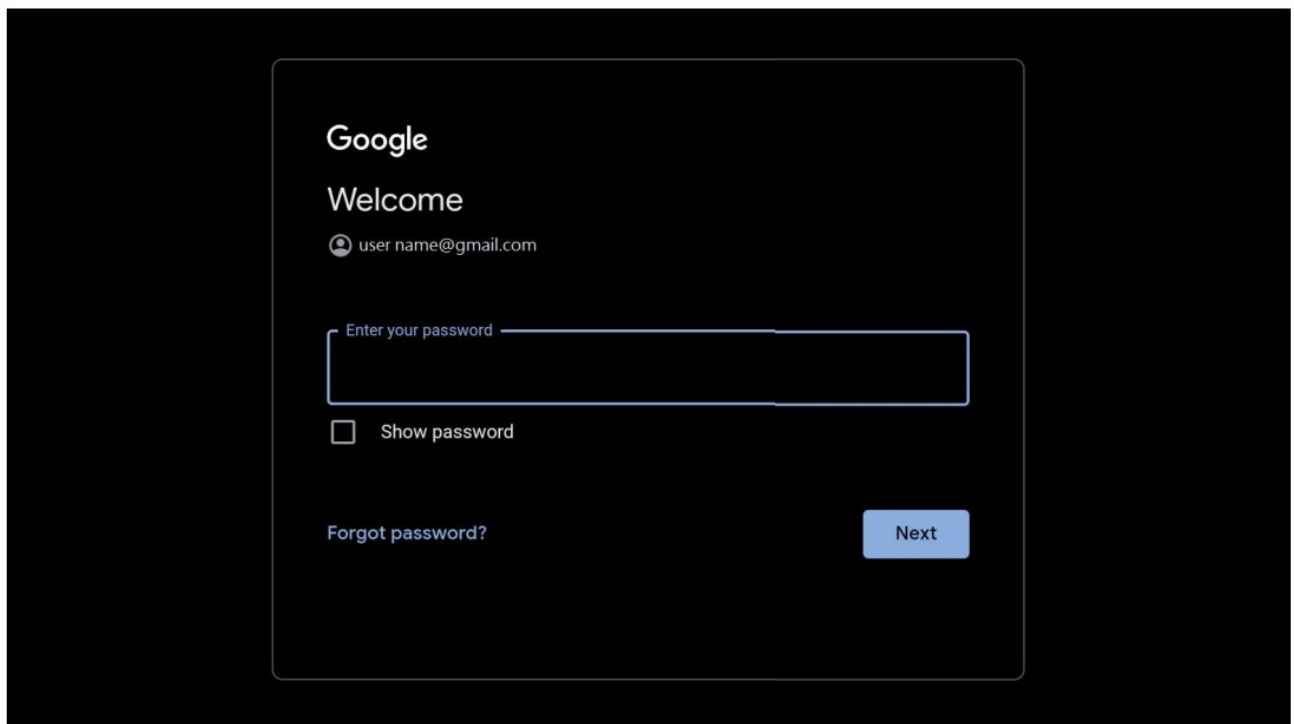 Google
Welcome
user name@gmail.com
Enter your password
Show password
Forgot password?
Next